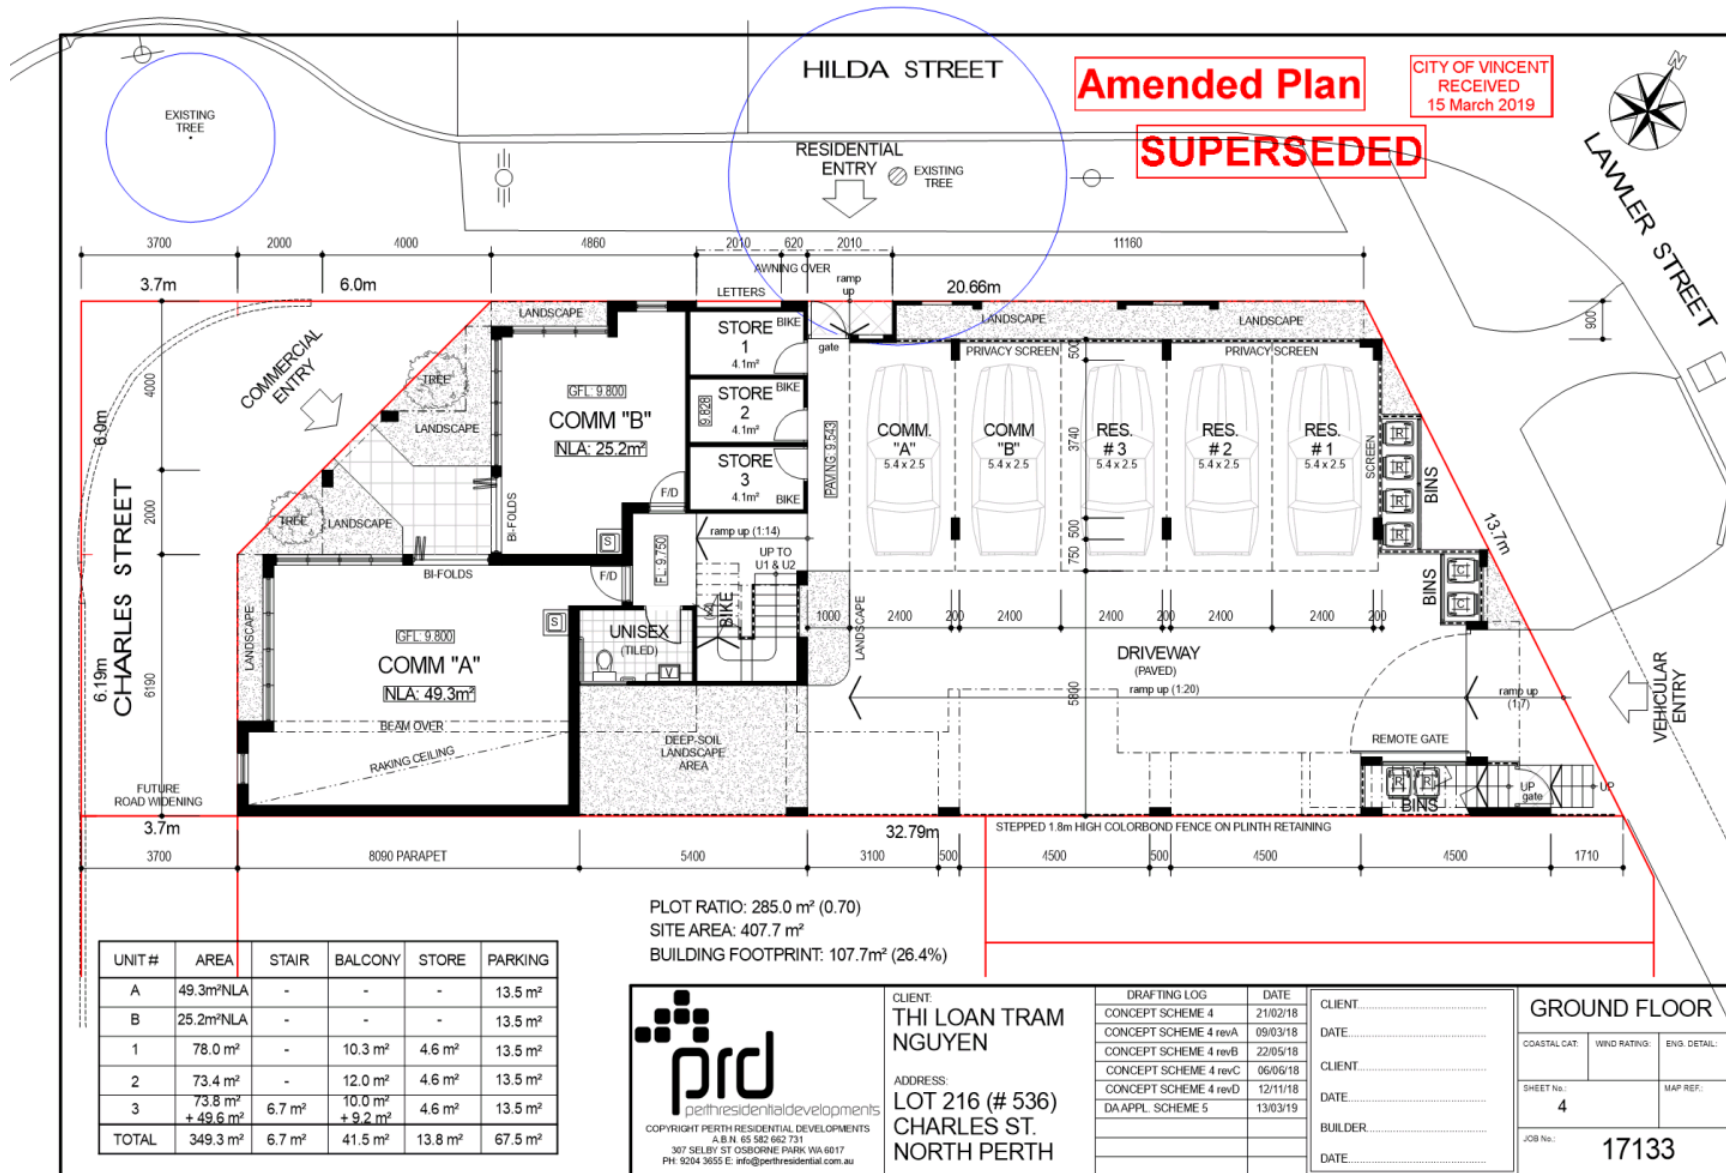 HILDA STREET
Amended Plan
CITY OF VINCENT
RECEIVED
15 March 2019
SUPERSEDED
N
LAWLER STREET
EXISTING
TREE
RESIDENTIAL
ENTRY
EXISTING
TREE
3700
2000
4000
4860
2010
620
2010
11160
AWNING OVER
ramp
up
3.7m
6.0m
LETTERS
20.66m
900
COMMERCIAL
ENTRY
LANDSCAPE
LANDSCAPE
LANDSCAPE
STORE
1
4.1m²
BIKE
gate
PRIVACY SCREEN
500
PRIVACY SCREEN
4000
6.0m
TREE
LANDSCAPE
GFL: 9.800
COMM "B"
NLA: 25.2m²
9.828
STORE
2
4.1m²
BIKE
PAVING: 9.543
COMM.
"A"
5.4 x 2.5
COMM
"B"
5.4 x 2.5
3740
RES.
# 3
5.4 x 2.5
RES.
# 2
5.4 x 2.5
RES.
# 1
5.4 x 2.5
SCREEN
R
R
R
R
BINS
STORE
3
4.1m²
BIKE
F/D
CHARLES STREET
2000
TREE
LANDSCAPE
BI-FOLDS
S
ramp up (1:14)
UP TO
U1 & U2
500
750
13.7m
BI-FOLDS
F/D
FL: 9.750
BINS
C
C
LANDSCAPE
GFL: 9.800
COMM "A"
NLA: 49.3m²
S
UNISEX
(TILED)
V
(x2)
BIKE
1000
LANDSCAPE
2400
200
2400
2400
200
2400
2400
200
DRIVEWAY
(PAVED)
ramp up (1:20)
5800
ramp up
(1:7)
VEHICULAR
ENTRY
6.19m
6190
BEAM OVER
RAKING CEILING
DEEP-SOIL
LANDSCAPE
AREA
REMOTE GATE
R
R
BINS
UP
gate
UP
FUTURE
ROAD WIDENING
3.7m
32.79m
STEPPED 1.8m HIGH COLORBOND FENCE ON PLINTH RETAINING
3700
8090 PARAPET
5400
3100
500
4500
500
4500
4500
1710
PLOT RATIO: 285.0 m² (0.70)
SITE AREA: 407.7 m²
BUILDING FOOTPRINT: 107.7m² (26.4%)
UNIT # AREA STAIR BALCONY STORE PARKING
A 49.3m²NLA - - - 13.5 m²
B 25.2m²NLA - - - 13.5 m²
1 78.0 m² - 10.3 m² 4.6 m² 13.5 m²
2 73.4 m² - 12.0 m² 4.6 m² 13.5 m²
3 73.8 m² + 49.6 m² 6.7 m² 10.0 m² + 9.2 m² 4.6 m² 13.5 m²
TOTAL 349.3 m² 6.7 m² 41.5 m² 13.8 m² 67.5 m²
prd
perthresidentialdevelopments
COPYRIGHT PERTH RESIDENTIAL DEVELOPMENTS
A.B.N. 65 582 662 731
307 SELBY ST OSBORNE PARK WA 6017
PH: 9204 3655 E: info@perthresidential.com.au
CLIENT:
THI LOAN TRAM
NGUYEN
ADDRESS:
LOT 216 (# 536)
CHARLES ST.
NORTH PERTH
DRAFTING LOG DATE
CONCEPT SCHEME 4 21/02/18
CONCEPT SCHEME 4 revA 09/03/18
CONCEPT SCHEME 4 revB 22/05/18
CONCEPT SCHEME 4 revC 06/06/18
CONCEPT SCHEME 4 revD 12/11/18
DA APPL. SCHEME 5 13/03/19
CLIENT
DATE
CLIENT
DATE
BUILDER
DATE
GROUND FLOOR
COASTAL CAT: WIND RATING: ENG. DETAIL:
SHEET No.: MAP REF.:
4
JOB No.:
17133